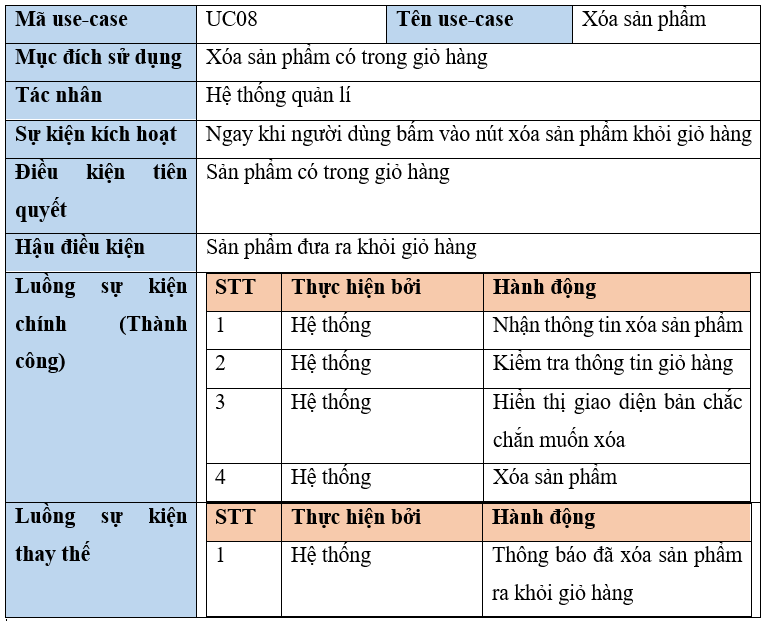 Mã use-case UC08 Tên use-case Xóa sản phẩm
Mục đích sử dụng Xóa sản phẩm có trong giỏ hàng
Tác nhân Hệ thống quản lí
Sự kiện kích hoạt Ngay khi người dùng bấm vào nút xóa sản phẩm khỏi giỏ hàng
Điều kiện tiên Sản phẩm có trong giỏ hàng
quyết
Hậu điều kiện Sản phẩm đưa ra khỏi giỏ hàng
Luồng sự kiện
chính (Thành
công)
STT Thực hiện bởi Hành động
1 Hệ thống Nhận thông tin xóa sản phẩm
2 Hệ thống Kiểm tra thông tin giỏ hàng
3 Hệ thống Hiển thị giao diện bản chắc
chắn muốn xóa
4 Hệ thống Xóa sản phẩm
Luồng sự kiện
thay thế
STT Thực hiện bởi Hành động
1 Hệ thống Thông báo đã xóa sản phẩm
ra khỏi giỏ hàng